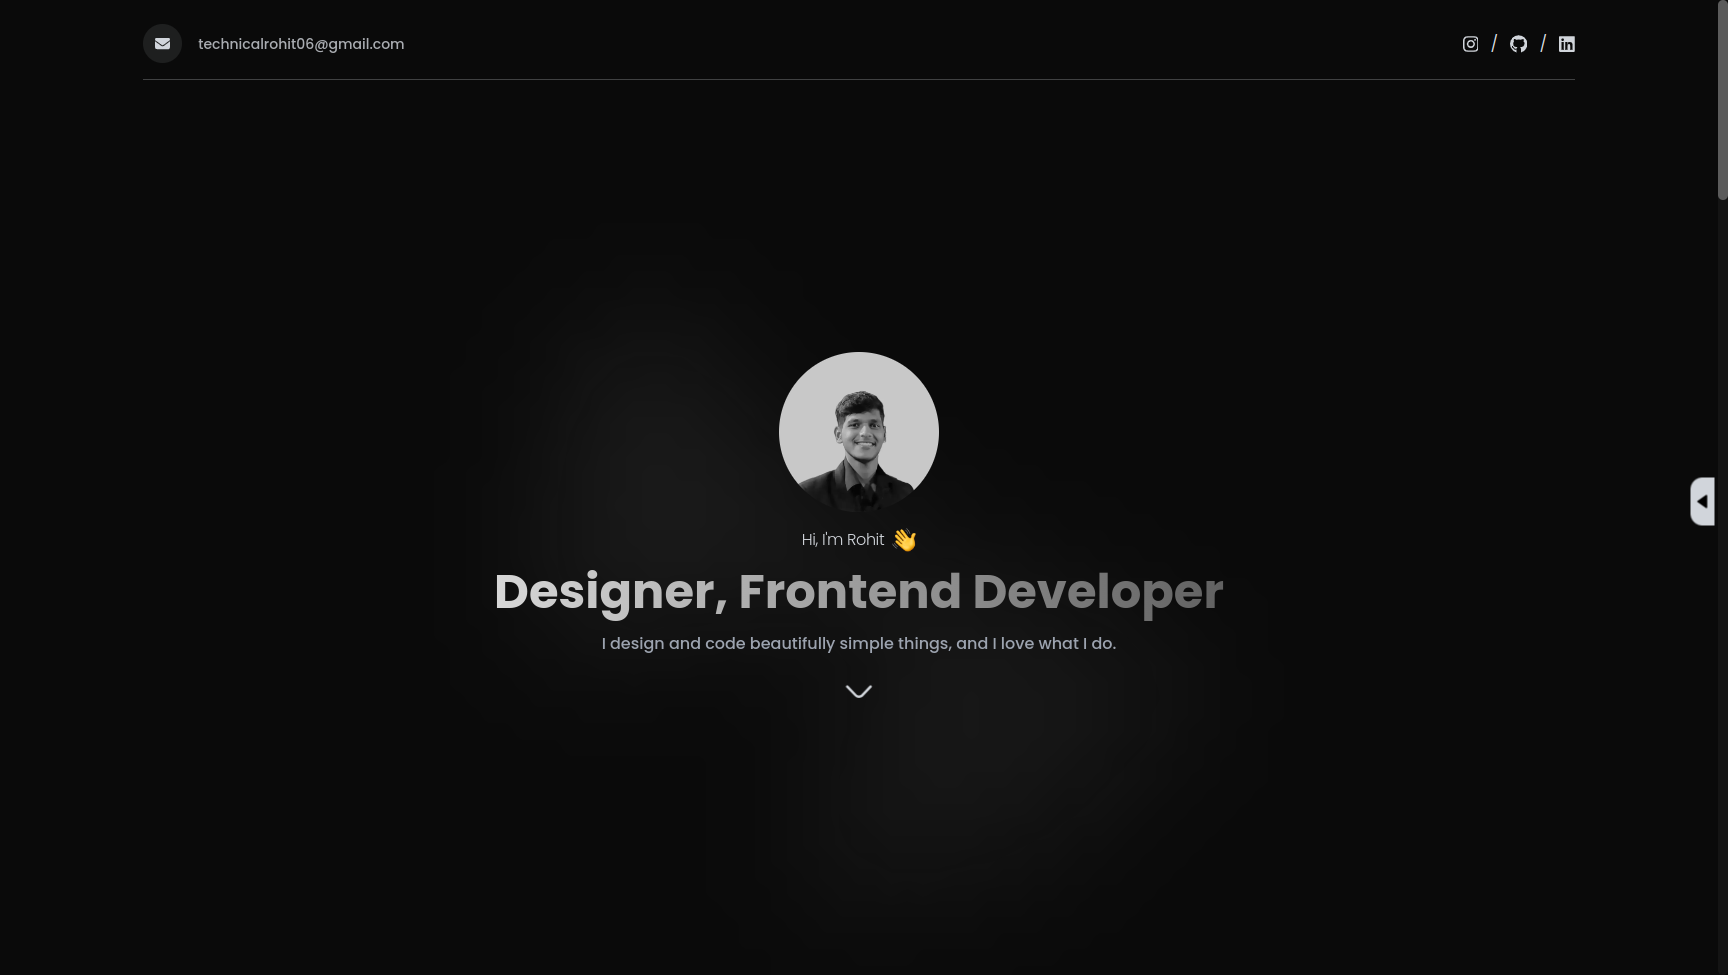 technicalrohit06@gmail.com
/ /
Hi, I'm Rohit 👋
Designer, Frontend Developer
I design and code beautifully simple things, and I love what I do.